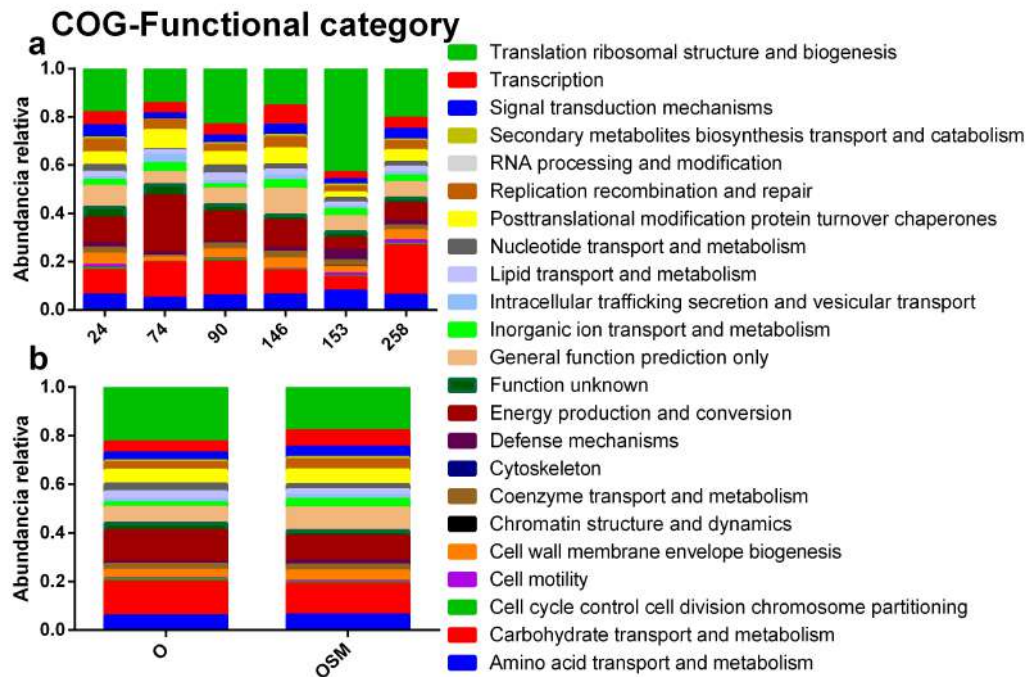 COG-Functional category
a
Abundancia relativa
1.0
0.8
0.6
0.4
0.2
0.0
24
74
90
146
153
258
b
Abundancia relativa
1.0
0.8
0.6
0.4
0.2
0.0
O
OSM
Translation ribosomal structure and biogenesis
Transcription
Signal transduction mechanisms
Secondary metabolites biosynthesis transport and catabolism
RNA processing and modification
Replication recombination and repair
Posttranslational modification protein turnover chaperones
Nucleotide transport and metabolism
Lipid transport and metabolism
Intracellular trafficking secretion and vesicular transport
Inorganic ion transport and metabolism
General function prediction only
Function unknown
Energy production and conversion
Defense mechanisms
Cytoskeleton
Coenzyme transport and metabolism
Chromatin structure and dynamics
Cell wall membrane envelope biogenesis
Cell motility
Cell cycle control cell division chromosome partitioning
Carbohydrate transport and metabolism
Amino acid transport and metabolism